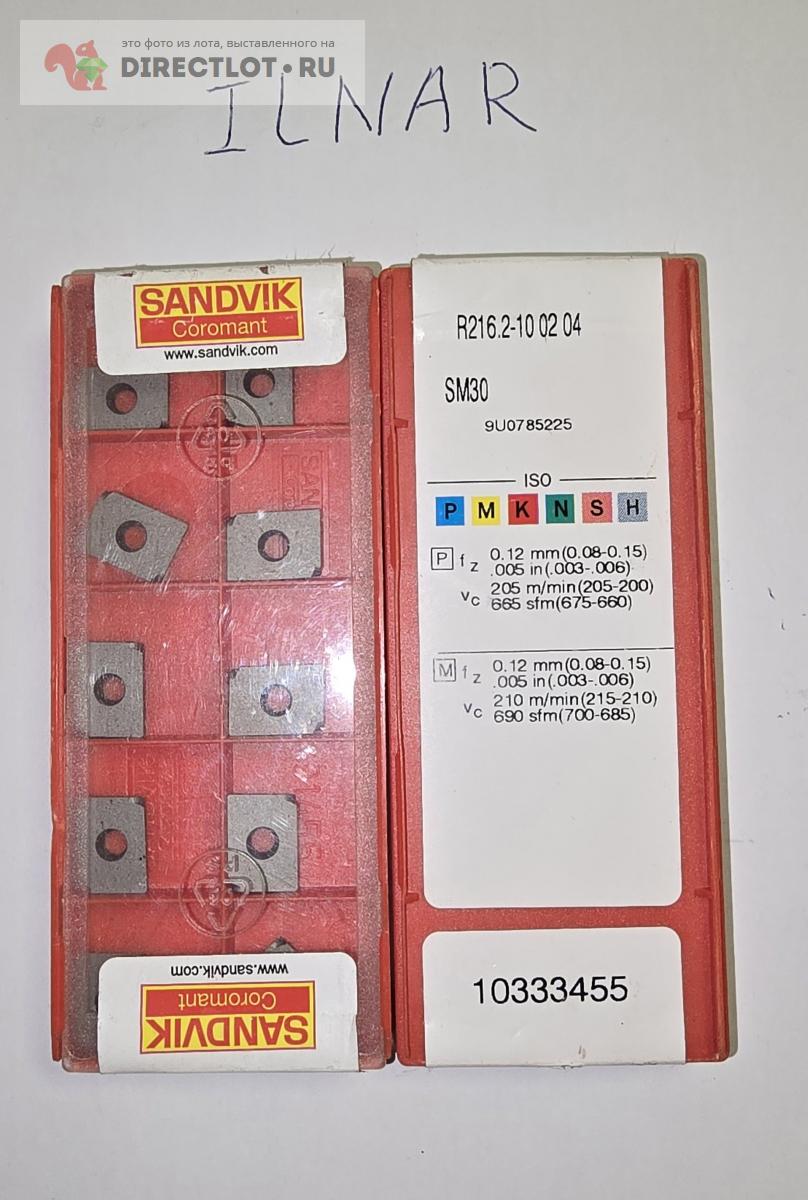 это фото из лота, выставленного на
DIRECTLOT.RU
ILNAR
SANDVIK
Coromant
www.sandvik.com
www.sandvik.com
Coromant
SANDVIK
R216.2-10 02 04
SM30
9U0785225
ISO
P M K N S H
P fz 0.12 mm(0.08-0.15)
.005 in(.003-.006)
vc 205 m/min(205-200)
665 sfm(675-660)
M fz 0.12 mm(0.08-0.15)
.005 in(.003-.006)
vc 210 m/min(215-210)
690 sfm(700-685)
10333455